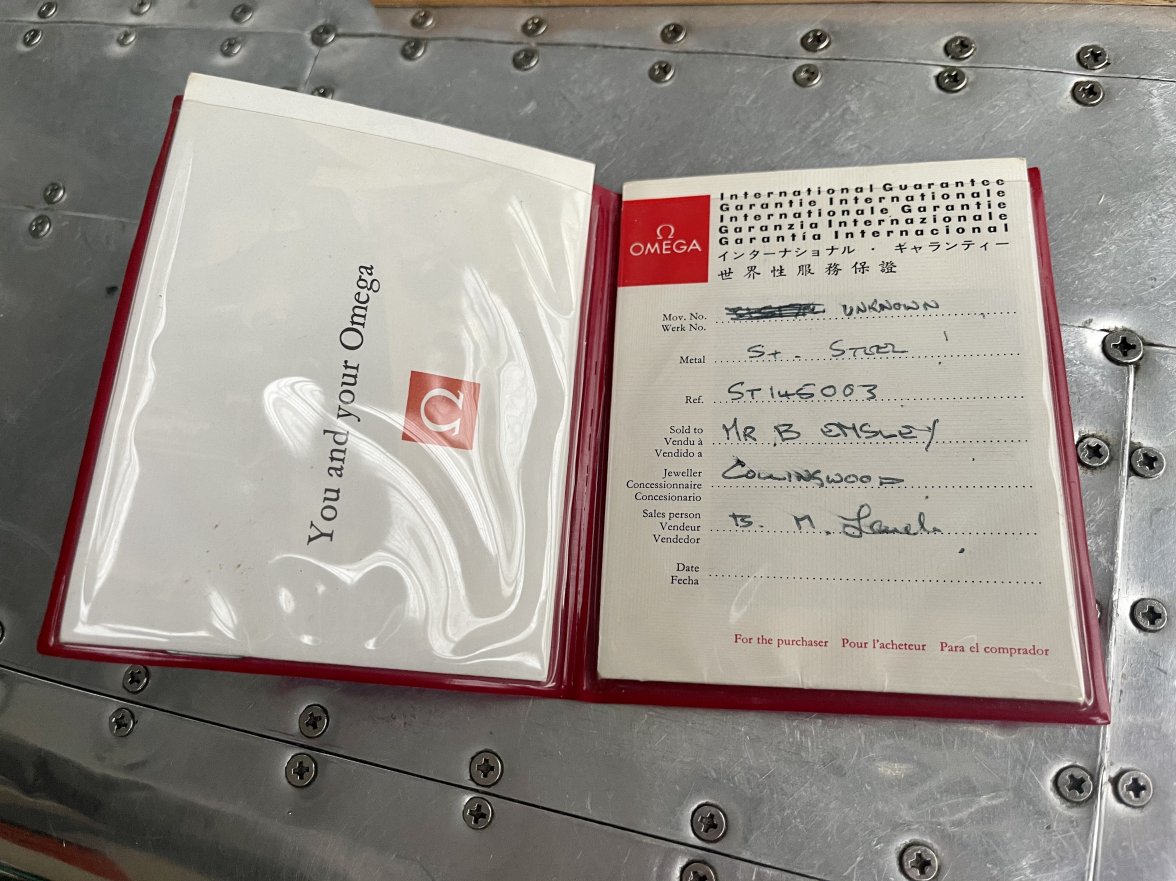 You and your Omega
Ω
Ω
OMEGA
International Guarantee
Garantie Internationale
Internationale Garantie
Garanzia Internazionale
Garantía Internacional
インターナショナル・ギャランティー
世界性服務保證
Mov. No. UNKNOWN
Werk No.
Metal St. STEEL
Ref. ST145003
Sold to MR B EMSLEY
Vendu à
Vendido a
Jeweller COLLINGWOOD
Concessionnaire
Concesionario
Sales person B. M.
Vendeur
Vendedor
Date
Fecha
For the purchaser Pour l'acheteur Para el comprador